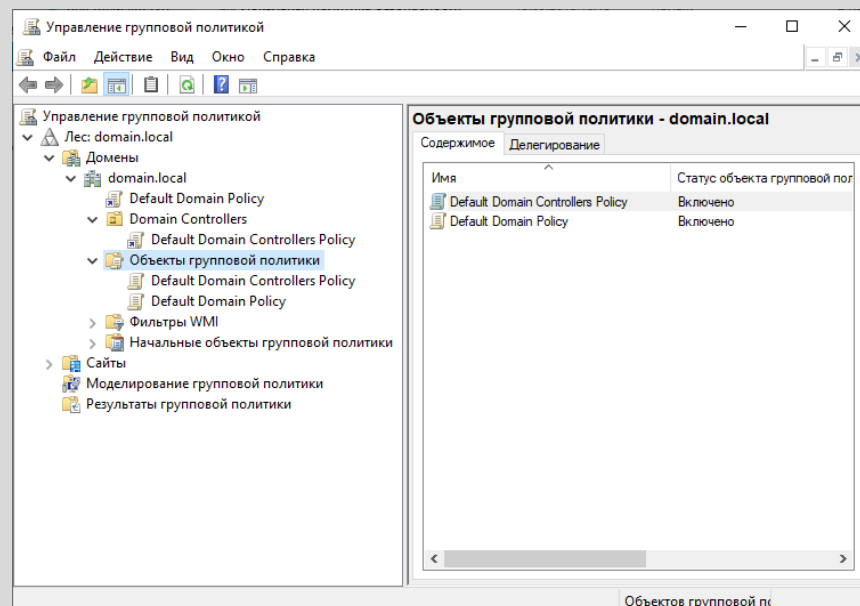 Управление групповой политикой
Файл Действие Вид Окно Справка
Управление групповой политикой
Лес: domain.local
Домены
domain.local
Default Domain Policy
Domain Controllers
Default Domain Controllers Policy
Объекты групповой политики
Default Domain Controllers Policy
Default Domain Policy
Фильтры WMI
Начальные объекты групповой политики
Сайты
Моделирование групповой политики
Результаты групповой политики
Объекты групповой политики - domain.local
Содержимое Делегирование
Имя Статус объекта групповой пол
Default Domain Controllers Policy Включено
Default Domain Policy Включено
Объектов групповой по